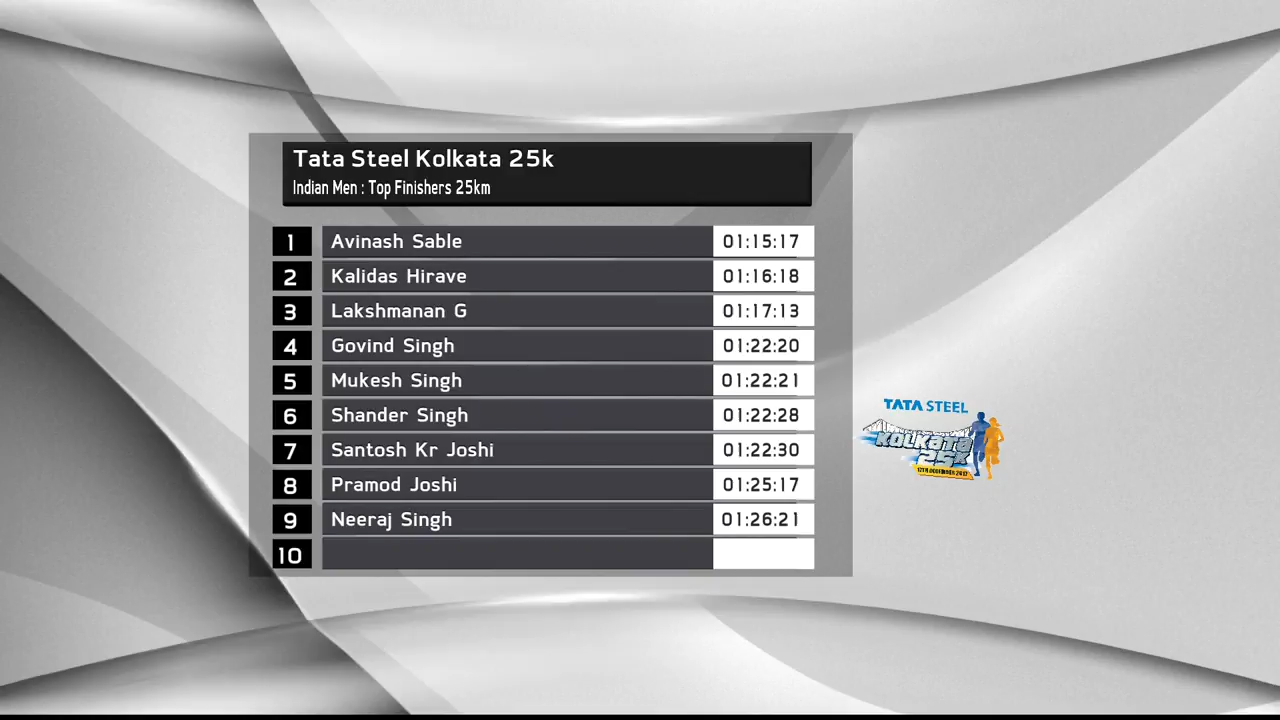 Tata Steel Kolkata 25k
Indian Men : Top Finishers 25km
1 Avinash Sable 01:15:17
2 Kalidas Hirave 01:16:18
3 Lakshmanan G 01:17:13
4 Govind Singh 01:22:20
5 Mukesh Singh 01:22:21
6 Shander Singh 01:22:28
7 Santosh Kr Joshi 01:22:30
8 Pramod Joshi 01:25:17
9 Neeraj Singh 01:26:21
10
TATA STEEL
KOLKATA
25K